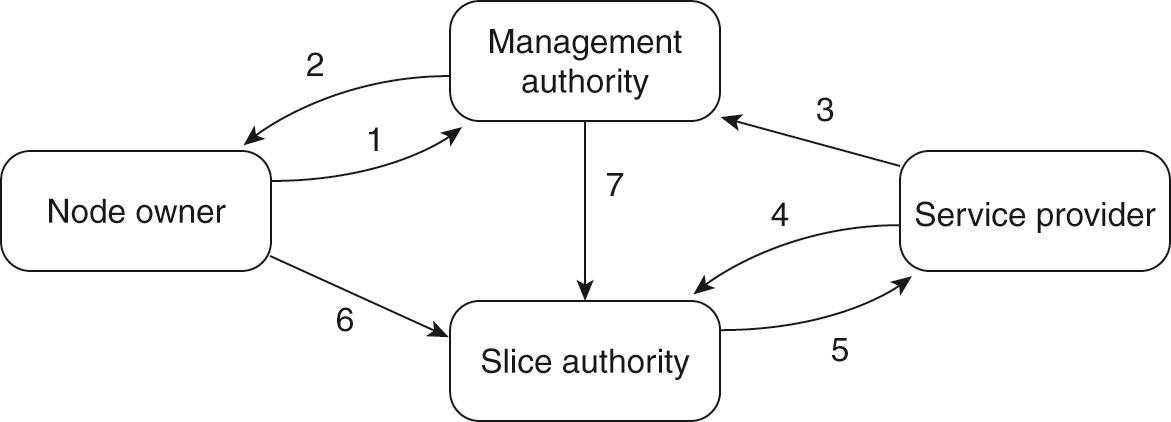 Management
authority
2
3
1
Node owner
7
4
Service provider
6
5
Slice authority